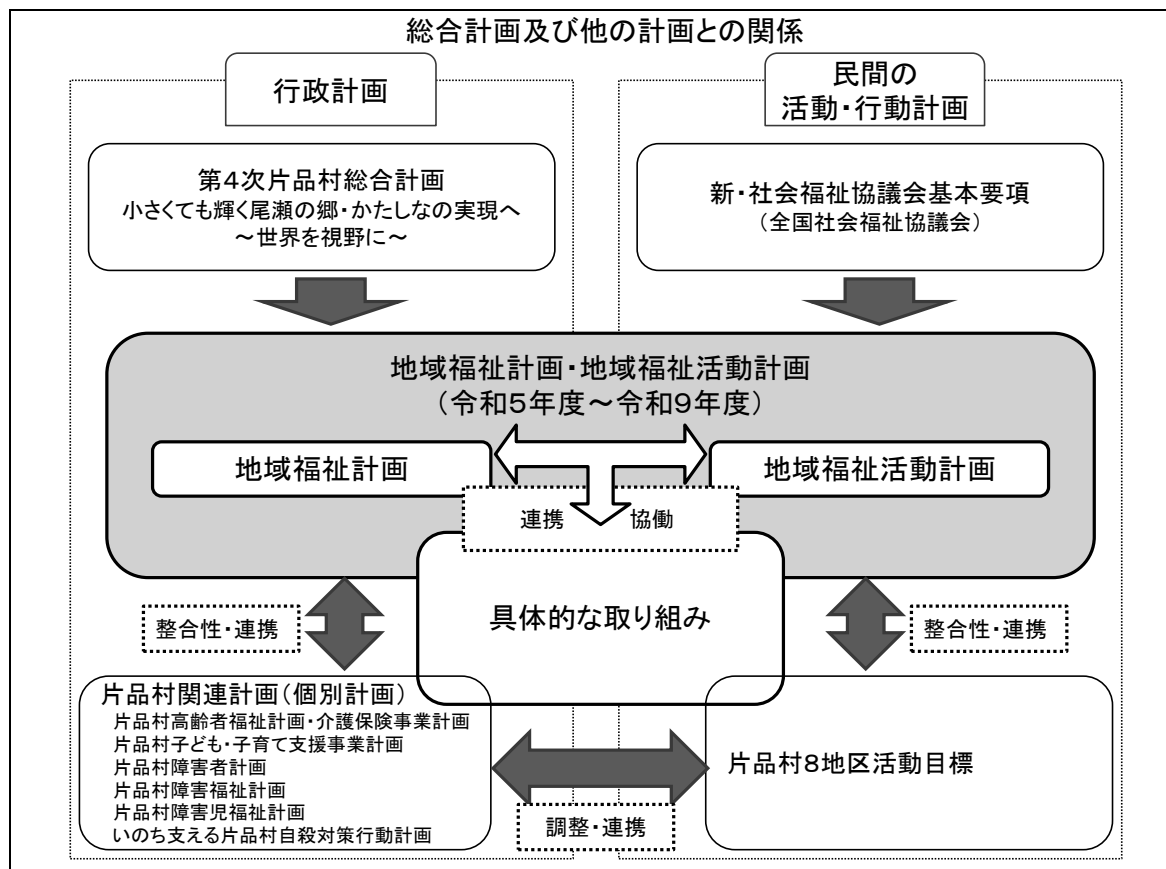 総合計画及び他の計画との関係
行政計画
民間の
活動・行動計画
第4次片品村総合計画
小さくても輝く尾瀬の郷・かたしなの実現へ
～世界を視野に～
新・社会福祉協議会基本要項
（全国社会福祉協議会）
地域福祉計画・地域福祉活動計画
（令和5年度～令和9年度）
地域福祉計画
地域福祉活動計画
連携
協働
具体的な取り組み
整合性・連携
整合性・連携
片品村関連計画（個別計画）
片品村高齢者福祉計画・介護保険事業計画
片品村子ども・子育て支援事業計画
片品村障害者計画
片品村障害福祉計画
片品村障害児福祉計画
いのち支える片品村自殺対策行動計画
片品村8地区活動目標
調整・連携